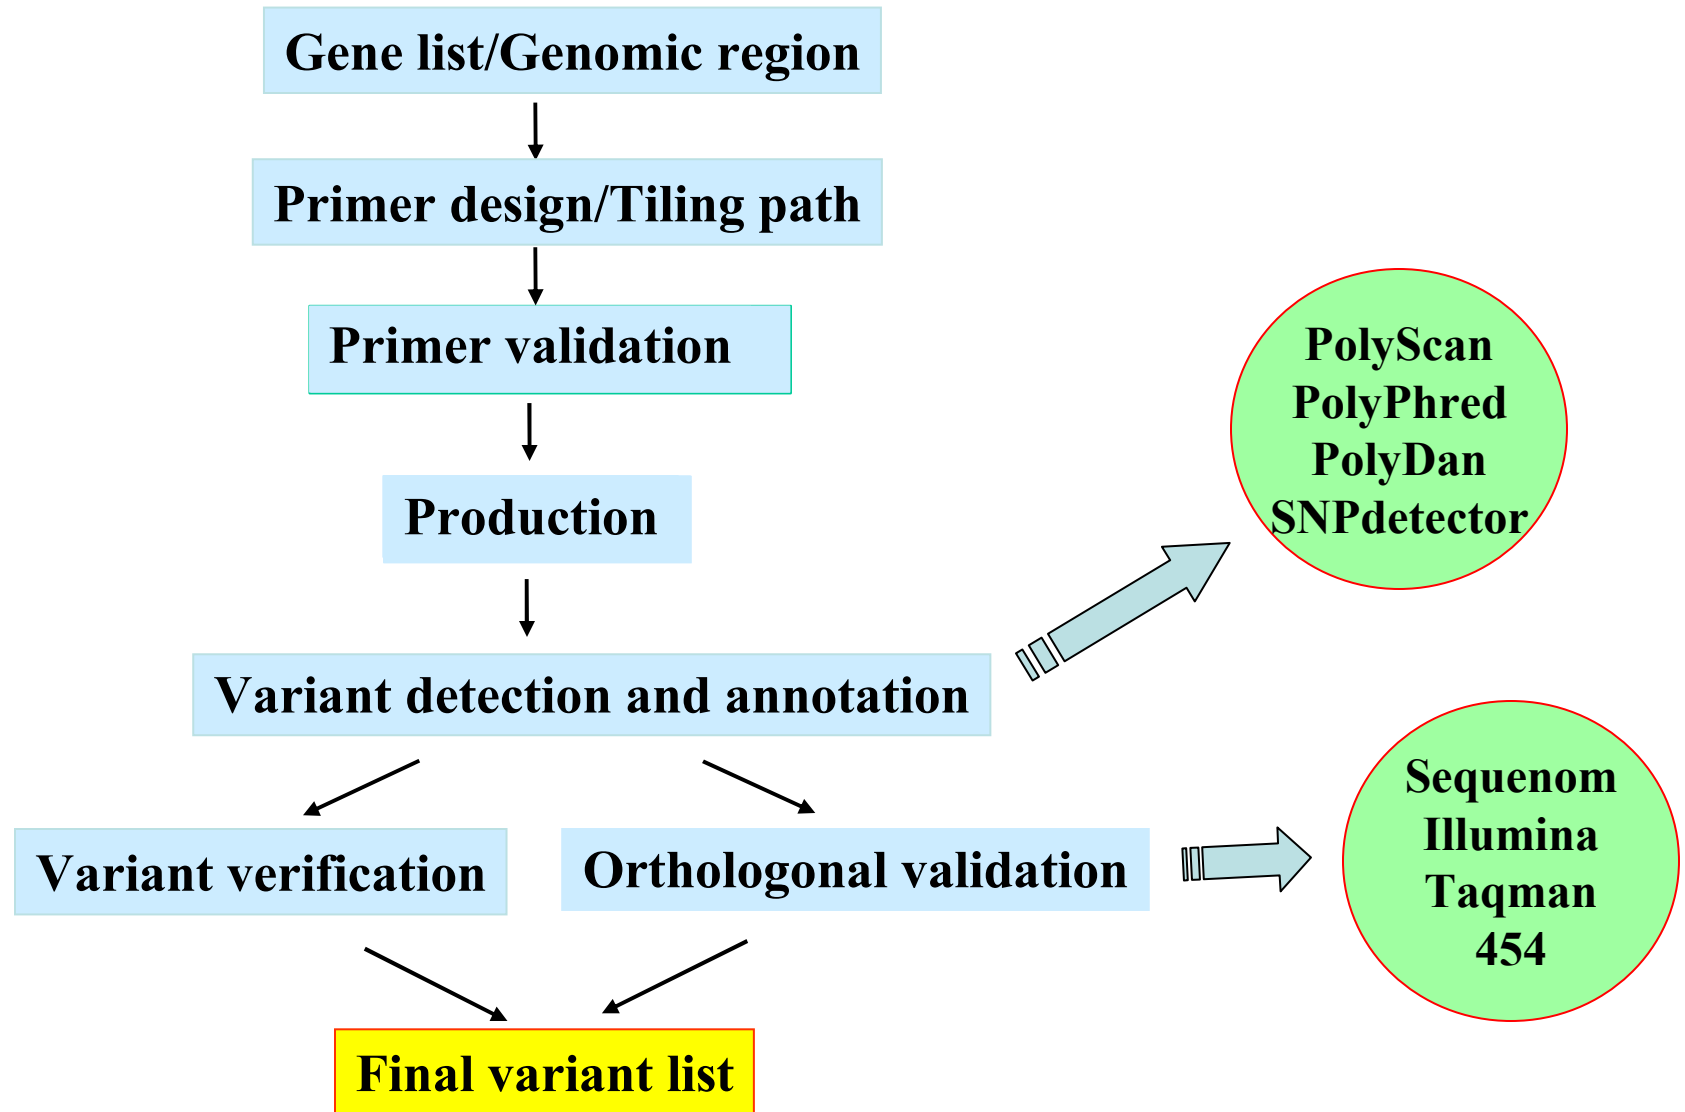 Gene list/Genomic region
Primer design/Tiling path
Primer validation
Production
Variant detection and annotation
PolyScan
PolyPhred
PolyDan
SNPdetector
Variant verification
Orthologonal validation
Sequenom
Illumina
Taqman
454
Final variant list